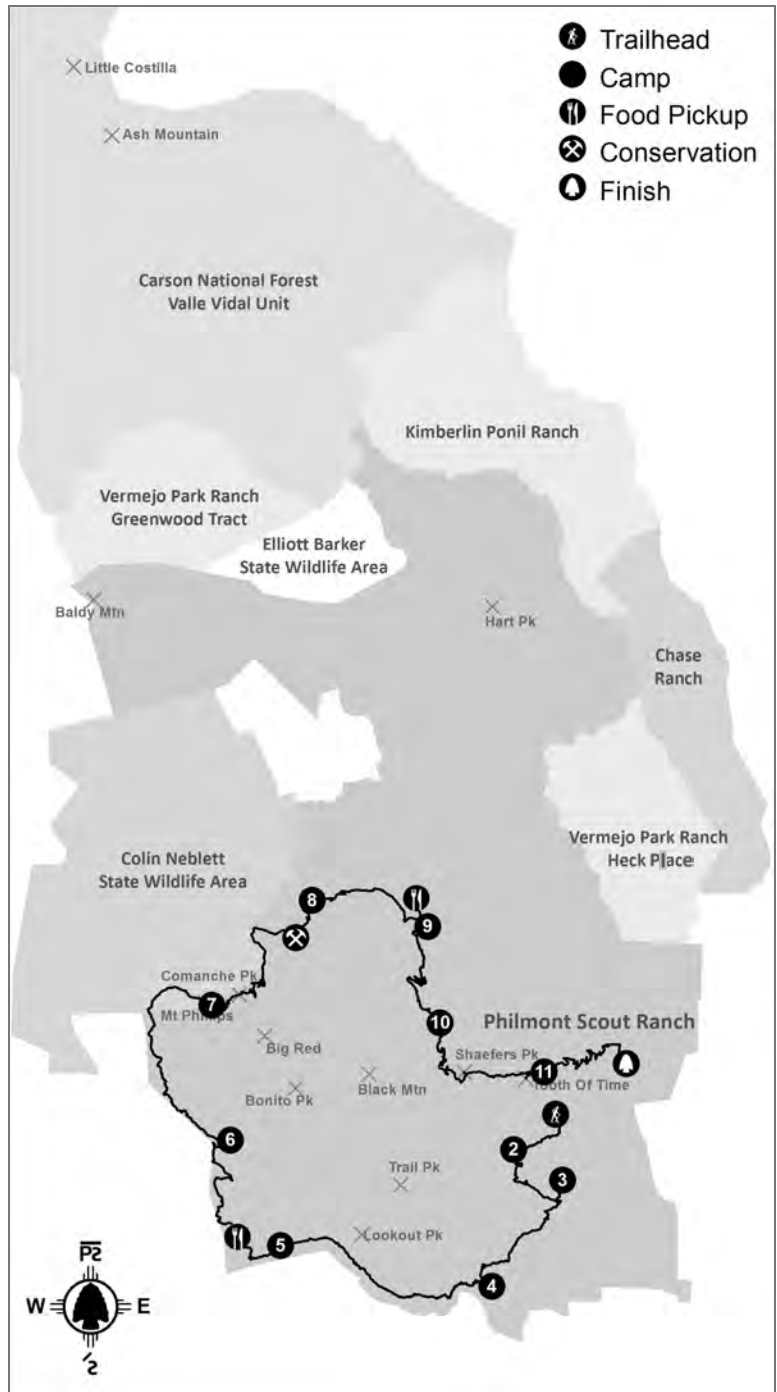 Trailhead
Camp
Food Pickup
Conservation
Finish
Little Costilla
Ash Mountain
Carson National Forest
Valle Vidal Unit
Kimberlin Ponil Ranch
Vermejo Park Ranch
Greenwood Tract
Elliott Barker
State Wildlife Area
Baldy Mtn
Hart Pk
Chase
Ranch
Vermejo Park Ranch
Heck Place
Colin Neblett
State Wildlife Area
8
9
Comanche Pk
7
Mt Phillips
10
Philmont Scout Ranch
Big Red
Shaefers Pk
11
Black Mtn
Tooth Of Time
Bonito Pk
6
2
Trail Pk
3
Lookout Pk
5
4
W
E